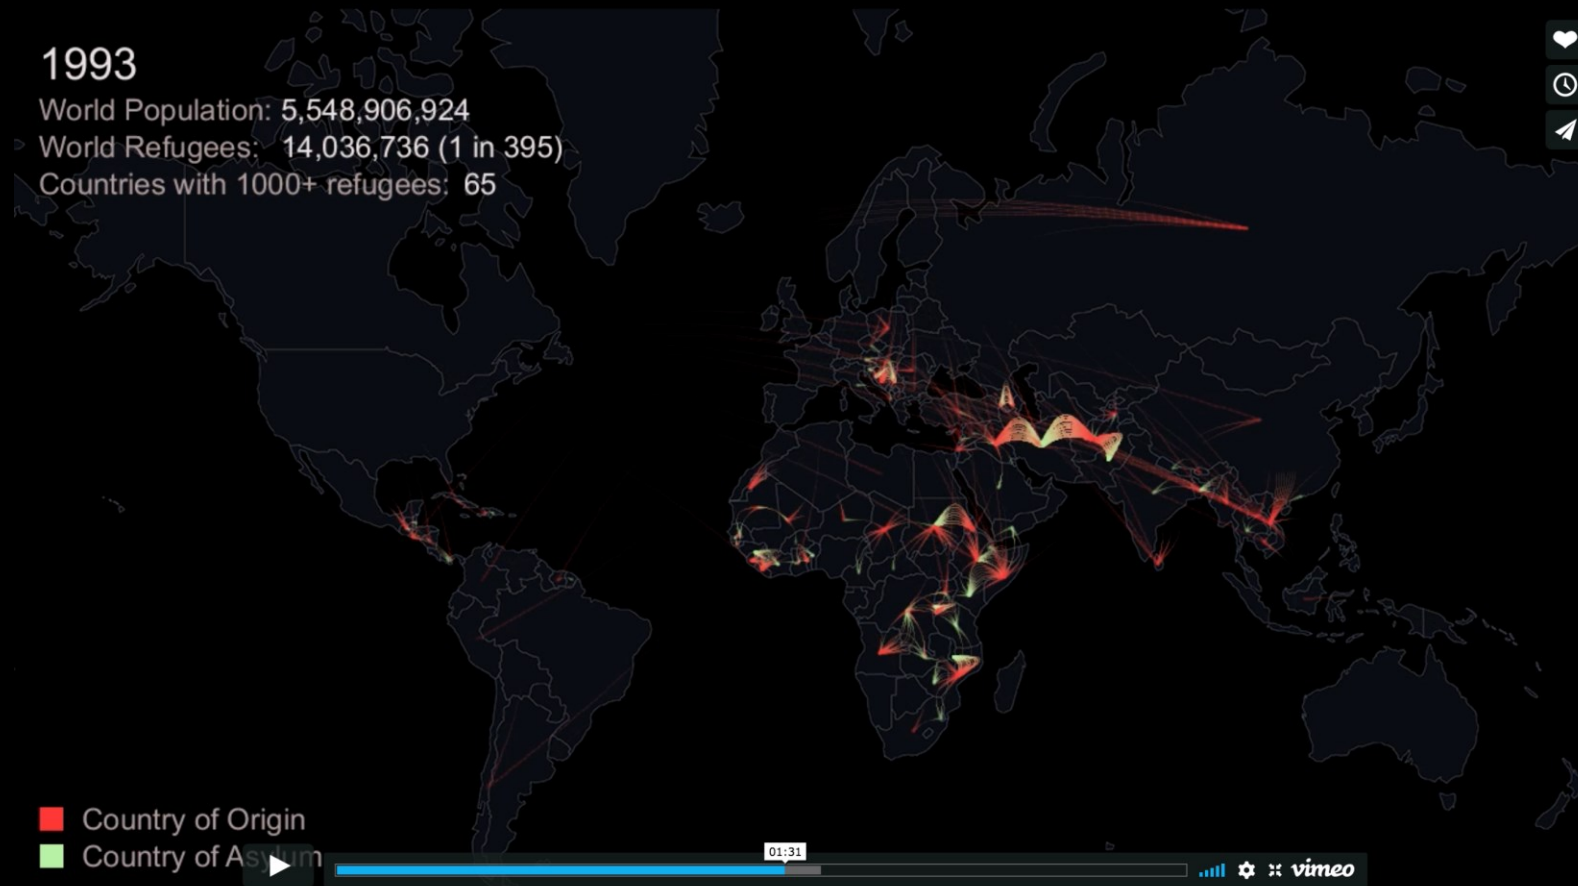 1993
World Population: 5,548,906,924
World Refugees: 14,036,736 (1 in 395)
Countries with 1000+ refugees: 65
Country of Origin
Country of Asylum
01:31
vimeo